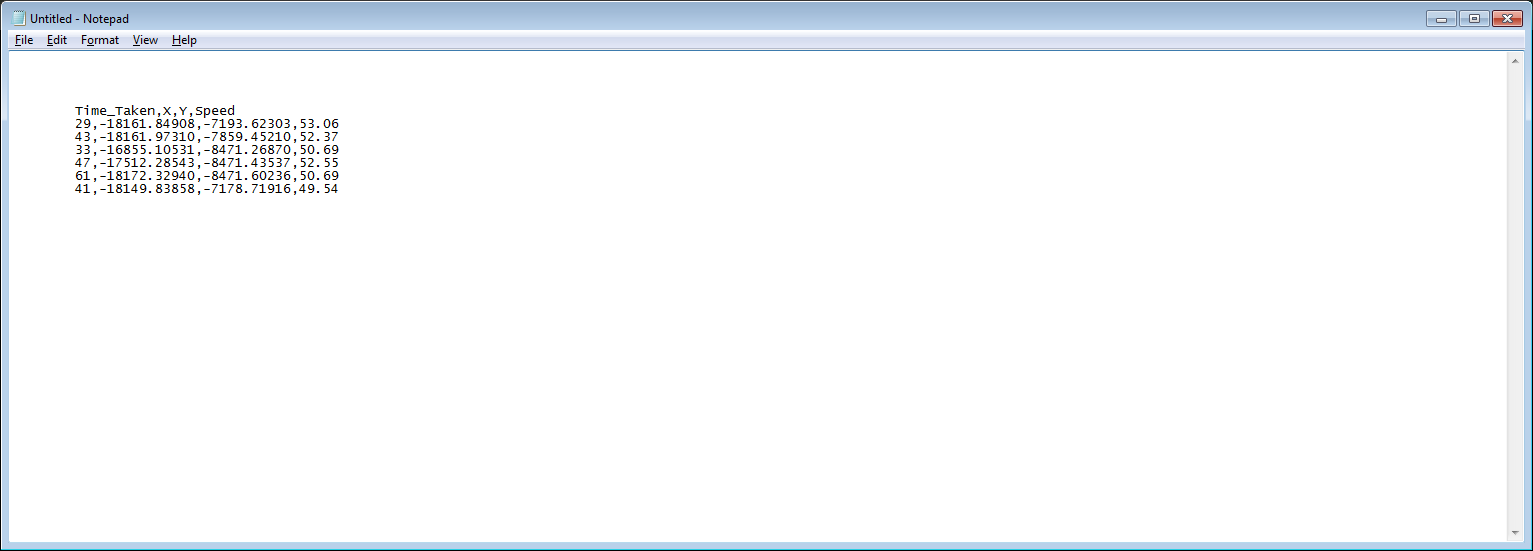 Untitled - Notepad
File Edit Format View Help
Time_Taken,X,Y,Speed
29,-18161.84908,-7193.62303,53.06
43,-18161.97310,-7859.45210,52.37
33,-16855.10531,-8471.26870,50.69
47,-17512.28543,-8471.43537,52.55
61,-18172.32940,-8471.60236,50.69
41,-18149.83858,-7178.71916,49.54